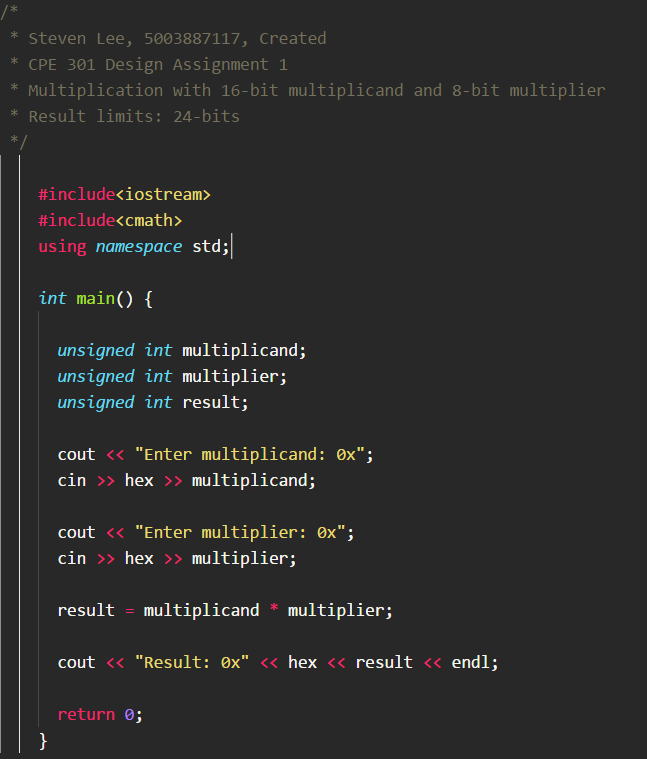 /*
 * Steven Lee, 5003887117, Created
 * CPE 301 Design Assignment 1
 * Multiplication with 16-bit multiplicand and 8-bit multiplier
 * Result limits: 24-bits
 */
#include<iostream>
#include<cmath>
using namespace std;
int main() {
unsigned int multiplicand;
unsigned int multiplier;
unsigned int result;
cout << "Enter multiplicand: 0x";
cin >> hex >> multiplicand;
cout << "Enter multiplier: 0x";
cin >> hex >> multiplier;
result = multiplicand * multiplier;
cout << "Result: 0x" << hex << result << endl;
return 0;
}